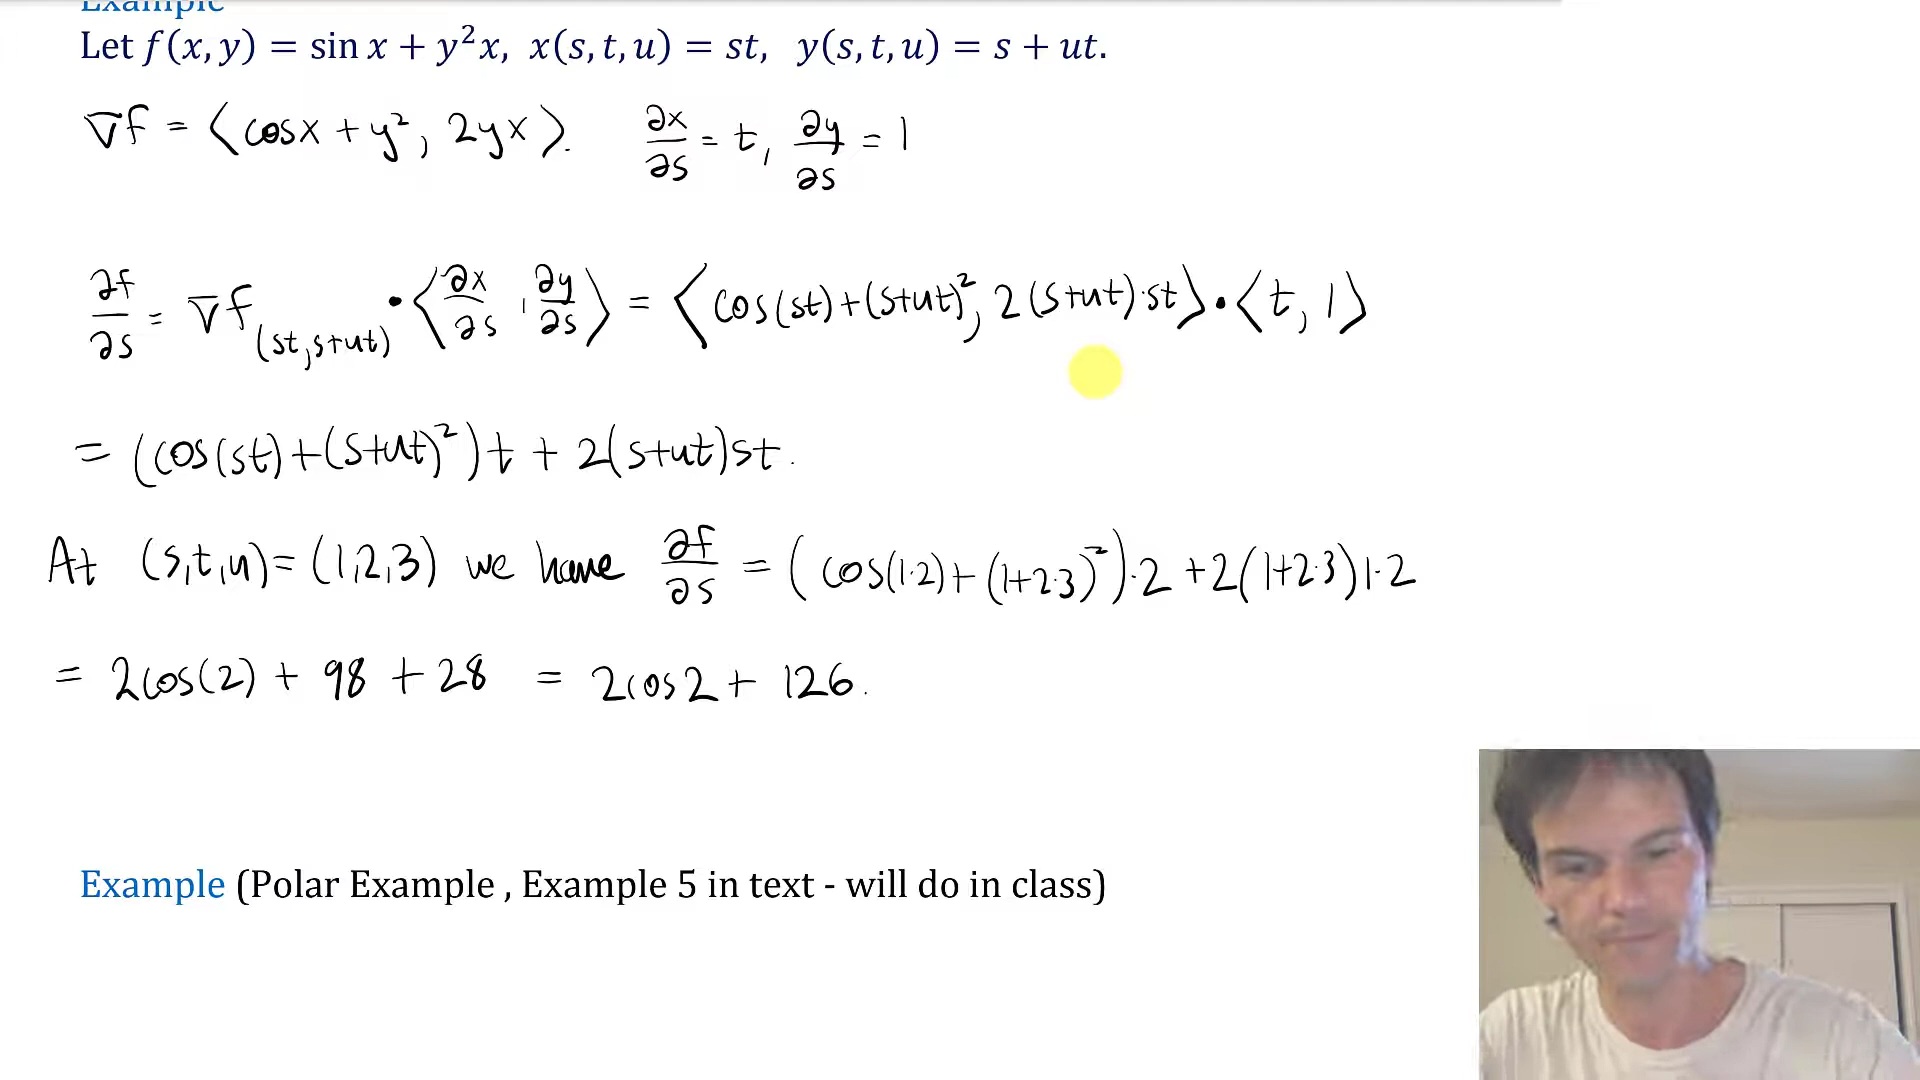 Example
Let f(x, y) = sin x + y²x, x(s, t, u) = st, y(s, t, u) = s + ut.
∇f = ⟨cosx + y², 2yx⟩. ∂x/∂s = t, ∂y/∂s = 1
∂f/∂s = ∇f(st,s+ut) • ⟨∂x/∂s , ∂y/∂s⟩ = ⟨cos(st)+(s+ut)², 2(s+ut)·st⟩•⟨t, 1⟩
= (cos(st)+(s+ut)²)t + 2(s+ut)st.
At (s,t,u)=(1,2,3) we have ∂f/∂s = (cos(1·2)+(1+2·3)²)·2 +2(1+2·3)1·2
= 2cos(2) + 98 + 28 = 2cos2 + 126.
Example (Polar Example , Example 5 in text - will do in class)